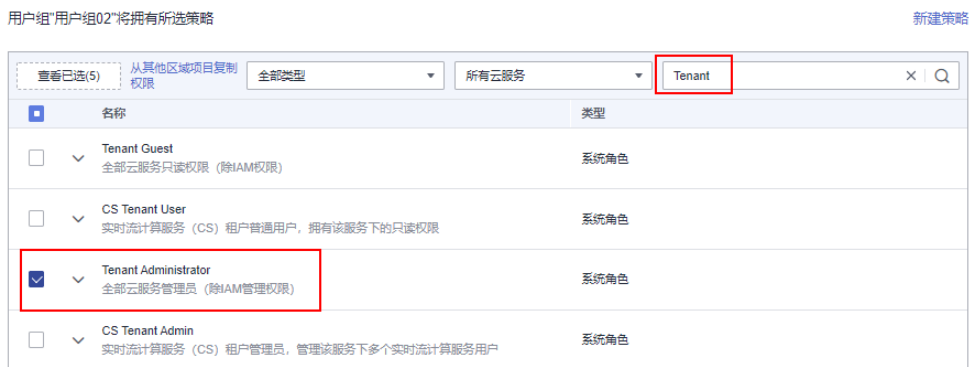 用户组"用户组02"将拥有所选策略
新建策略
查看已选(5)
从其他区域项目复制
权限
全部类型
所有云服务
Tenant
名称
类型
Tenant Guest
全部云服务只读权限（除IAM权限)
系统角色
CS Tenant User
实时流计算服务（CS）租户普通用户，拥有该服务下的只读权限
系统角色
Tenant Administrator
全部云服务管理员（除IAM管理权限）
系统角色
CS Tenant Admin
实时流计算服务（CS）租户管理员，管理该服务下多个实时流计算服务用户
系统角色